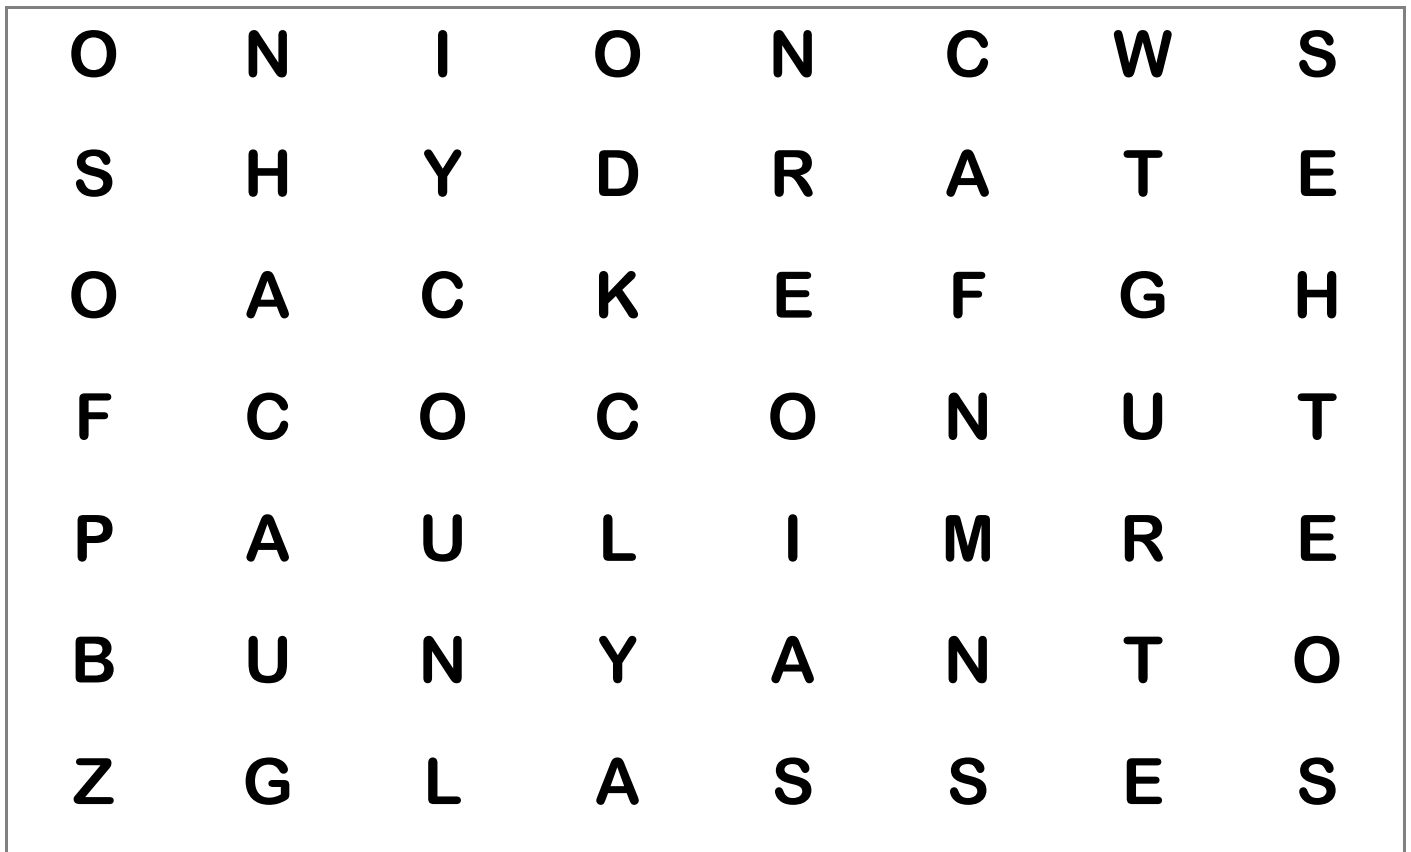 O N I O N C W S
S H Y D R A T E
O A C K E F G H
F C O C O N U T
P A U L I M R E
B U N Y A N T O
Z G L A S S E S